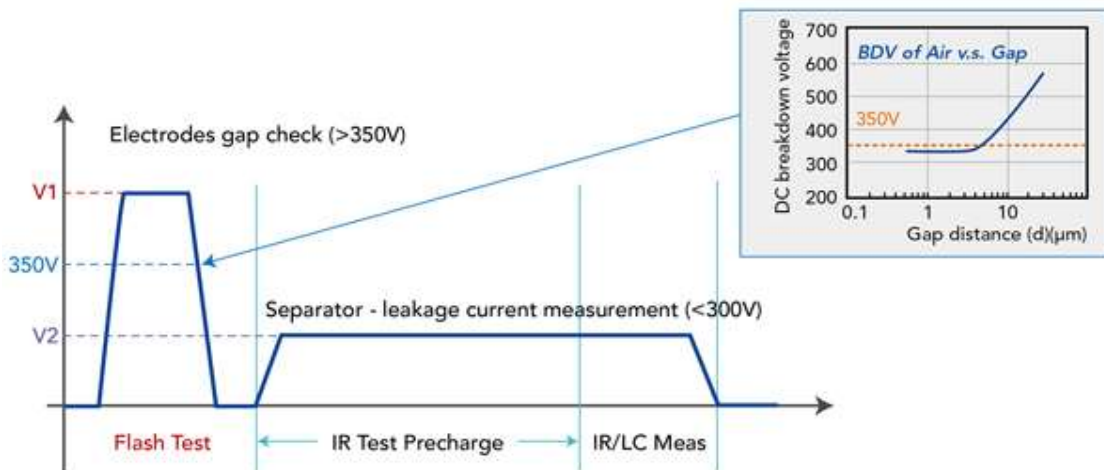 700
600
500
400
300
200
DC breakdown voltage
BDV of Air v.s. Gap
350V
0.1
1
10
Gap distance (d)(μm)
Electrodes gap check (>350V)
V1
350V
Separator - leakage current measurement (<300V)
V2
Flash Test
IR Test Precharge
IR/LC Meas